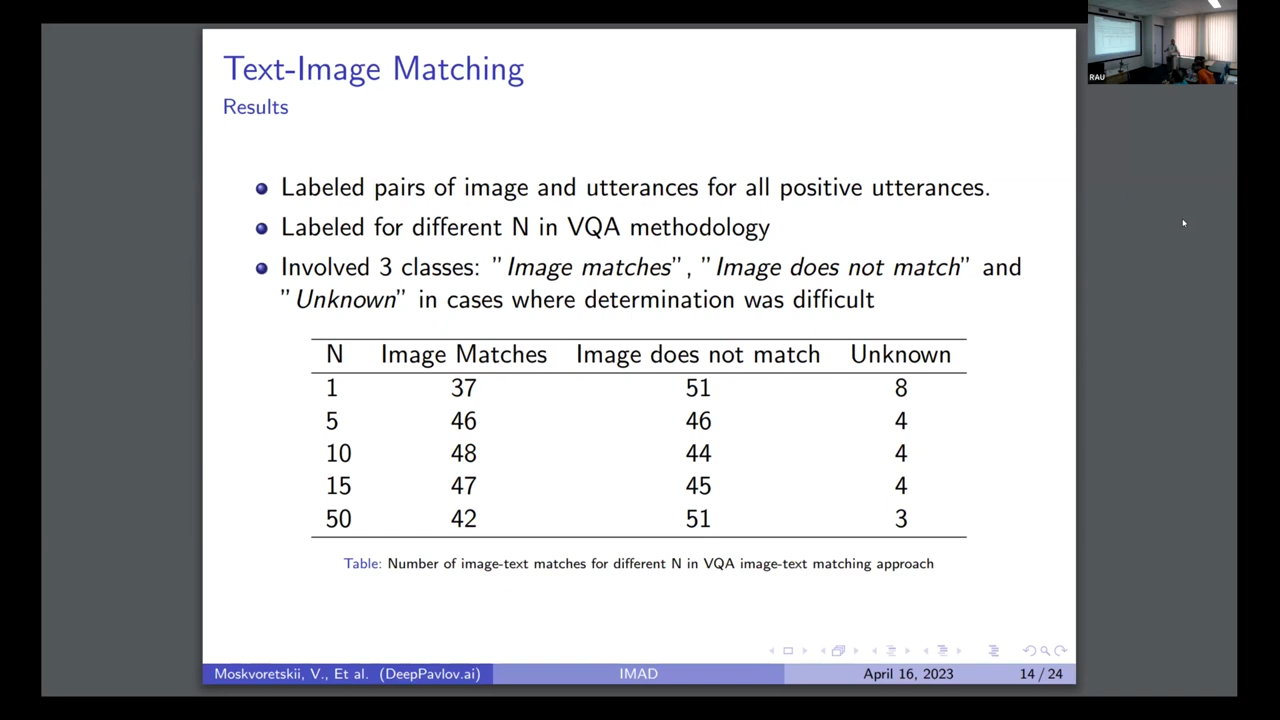 Text-Image Matching
Results
Labeled pairs of image and utterances for all positive utterances.
Labeled for different N in VQA methodology
Involved 3 classes: "Image matches", "Image does not match" and
"Unknown" in cases where determination was difficult
N Image Matches Image does not match Unknown
1 37 51 8
5 46 46 4
10 48 44 4
15 47 45 4
50 42 51 3
Table: Number of image-text matches for different N in VQA image-text matching approach
Moskvoretskii, V., Et al. (DeepPavlov.ai) IMAD April 16, 2023 14 / 24
RAU